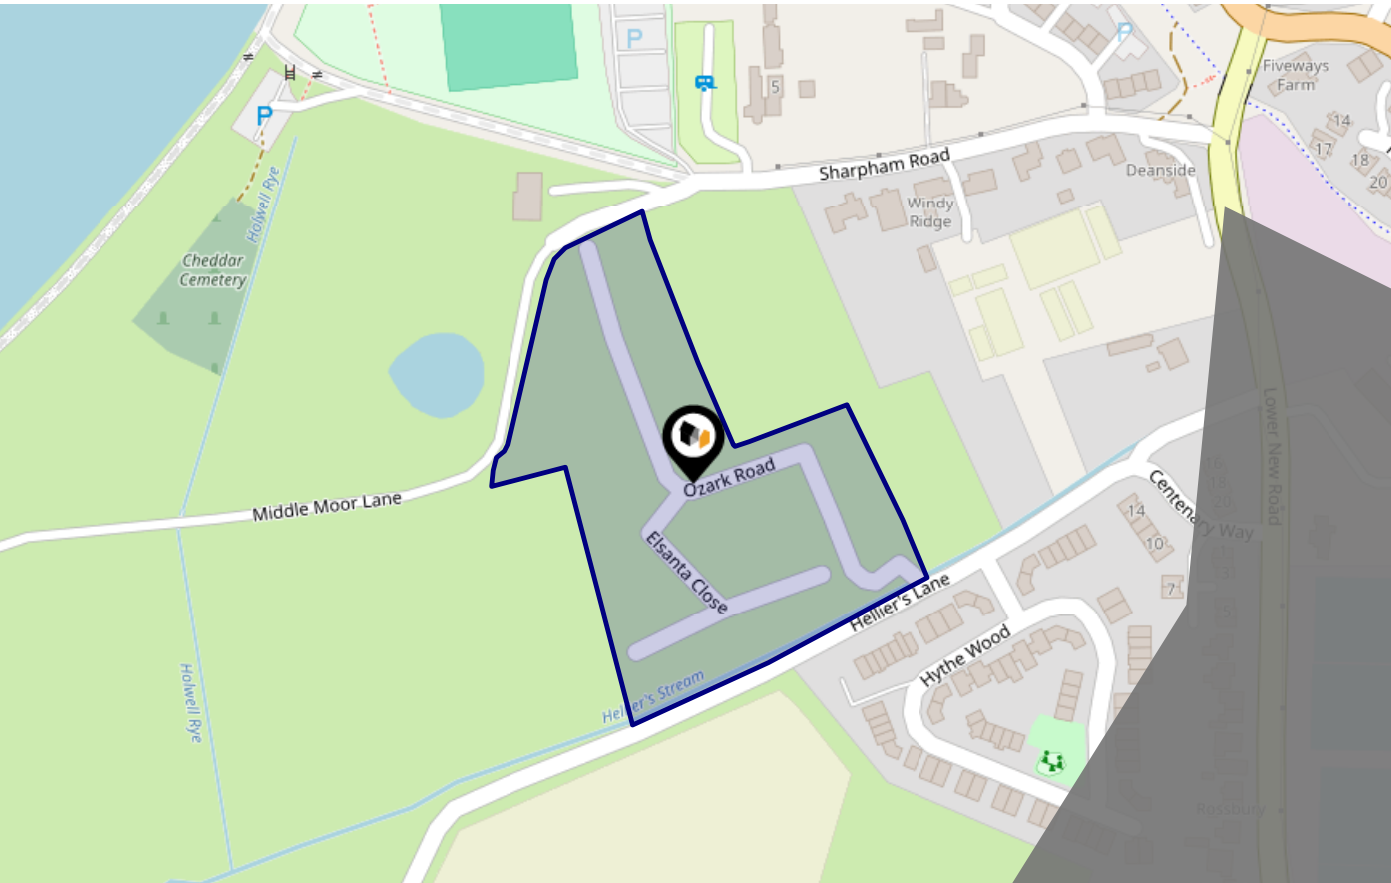 P
Fiveways
Farm
5
P
14
17
18
20
Sharpham Road
Deanside
Holwell Rye
Windy
Ridge
Cheddar
Cemetery
Lower New Road
Ozark Road
Middle Moor Lane
Centenary Way
14
10
Elsanta Close
7
Hellier's Lane
Hythe Wood
Holwell Rye
Hellier's Stream
Rossbury
P